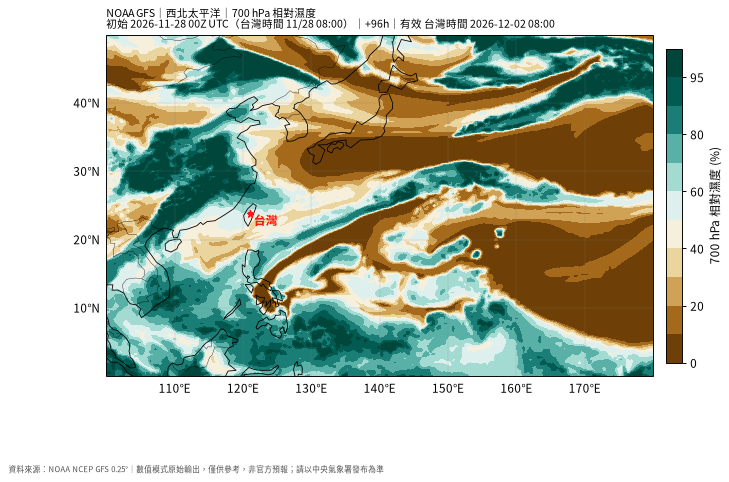 NOAA GFS｜西北太平洋｜700 hPa 相對濕度
初始 2026-11-28 00Z UTC（台灣時間 11/28 08:00）｜+96h｜有效 台灣時間 2026-12-02 08:00
40°N
30°N
20°N
10°N
110°E
120°E
130°E
140°E
150°E
160°E
170°E
台灣
95
80
60
40
20
0
700 hPa 相對濕度 (%)
資料來源：NOAA NCEP GFS 0.25°｜數值模式原始輸出，僅供參考，非官方預報；請以中央氣象署發布為準